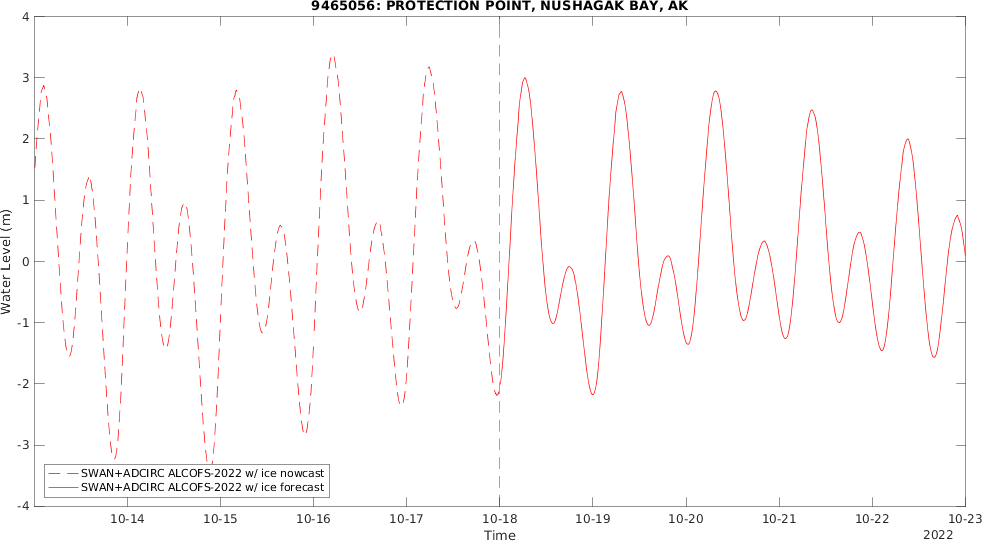 9465056: PROTECTION POINT, NUSHAGAK BAY, AK
4
3
2
1
0
-1
-2
-3
-4
Water Level (m)
SWAN+ADCIRC ALCOFS-2022 w/ ice nowcast
SWAN+ADCIRC ALCOFS-2022 w/ ice forecast
10-14 10-15 10-16 10-17 10-18 10-19 10-20 10-21 10-22 10-23
Time
2022